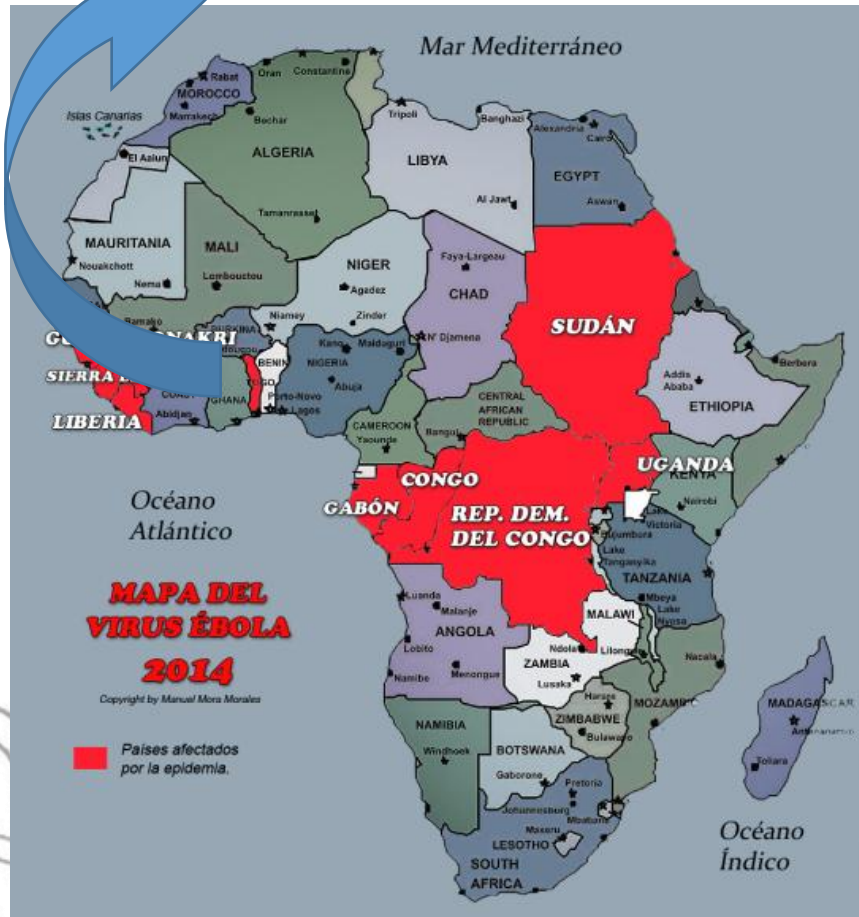 Mar Mediterráneo
Rabat
MOROCCO
Marrakech
Oran
Constantine
Bechar
Islas Canarias
El Aaiun
ALGERIA
Tamanrasset
Tripoli
Banghazi
LIBYA
Al Jawf
Alexandria
Cairo
EGYPT
Aswan
MAURITANIA
Nouakchott
Nema
MALI
Lombouctou
Bamako
NIGER
Agadez
Zinder
Niamey
Faya-Largeau
CHAD
N'Djamena
SUDÁN
BURKINA
BENIN
Kano
Maiduguri
NIGERIA
Abuja
Porto-Novo
Lagos
GHANA
Abidjan
SIERRA
LIBERIA
CAMEROON
Yaounde
CENTRAL
AFRICAN
REPUBLIC
Bangui
Addis
Ababa
ETHIOPIA
Berbera
UGANDA
KENYA
Nairobi
Lake
Victoria
CONGO
GABÓN
REP. DEM.
DEL CONGO
Bujumbura
Lake
Tanganyika
TANZANIA
Mbeya
Lake
Nyasa
Océano
Atlántico
MAPA DEL
VIRUS ÉBOLA
2014
Copyright by Manuel Mora Morales
Países afectados
por la epidemia.
Luanda
Malanje
ANGOLA
Lobito
Namibe
Menongue
MALAWI
Ndola
Lilongwe
ZAMBIA
Lusaka
Nacala
Harare
ZIMBABWE
Bulawayo
MADAGASCAR
Toliara
NAMIBIA
Windhoek
BOTSWANA
Gaborone
Pretoria
Johannesburg
Mbabane
Maseru
LESOTHO
SOUTH
AFRICA
Océano
Índico